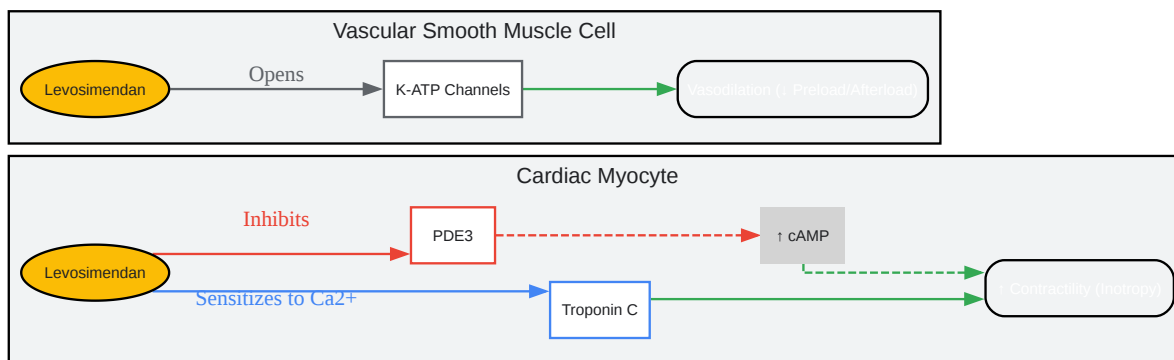 Vascular Smooth Muscle Cell
Levosimendan
Opens
K-ATP Channels
Vasodilation (↓ Preload/Afterload)
Cardiac Myocyte
Inhibits
PDE3
↑ cAMP
Levosimendan
Sensitizes to Ca2+
Troponin C
↑ Contractility (Inotropy)